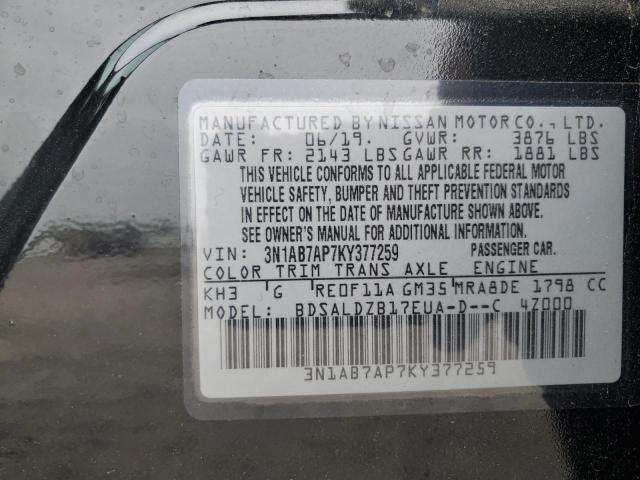 MANUFACTURED BY NISSAN MOTOR CO., LTD.
DATE: 06/19. GVWR: 3876 LBS
GAWR FR: 2143 LBS GAWR RR: 1881 LBS
THIS VEHICLE CONFORMS TO ALL APPLICABLE FEDERAL MOTOR
VEHICLE SAFETY, BUMPER AND THEFT PREVENTION STANDARDS
IN EFFECT ON THE DATE OF MANUFACTURE SHOWN ABOVE.
SEE OWNER'S MANUAL FOR ADDITIONAL INFORMATION.
VIN: 3N1AB7AP7KY377259 PASSENGER CAR.
COLOR TRIM TRANS AXLE ENGINE
KH3 G RE0F11A GM35 MRA8DE 1798 CC
MODEL: BDSALDZB17EUA-D--C 4Z000
3N1AB7AP7KY377259